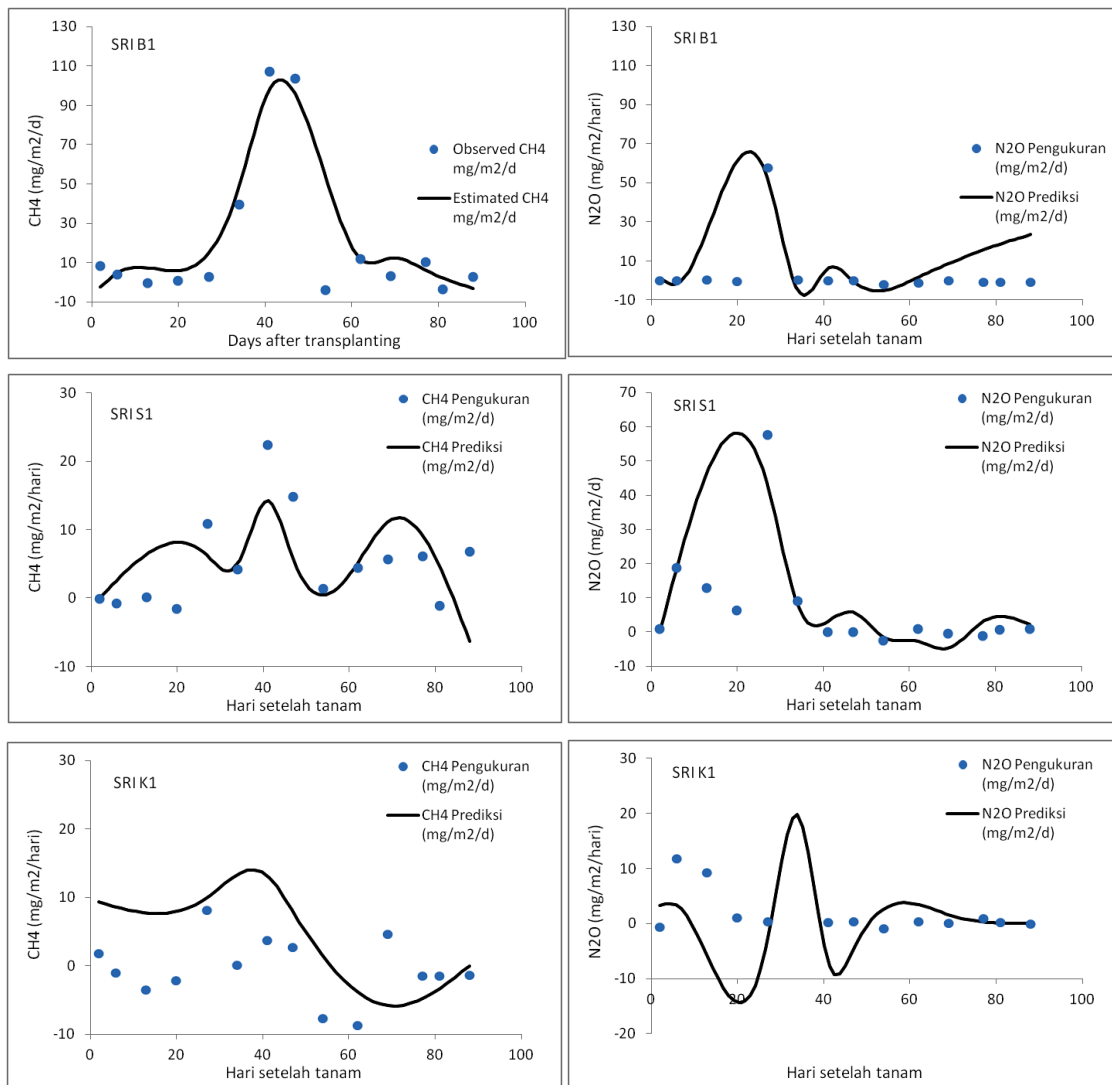 SRI B1
CH4 (mg/m2/d)
130
110
90
70
50
30
10
-10
0 20 40 60 80 100
Days after transplanting
Observed CH4
mg/m2/d
Estimated CH4
mg/m2/d
SRI B1
N2O (mg/m2/hari)
130
110
90
70
50
30
10
-10
0 20 40 60 80 100
Hari setelah tanam
N2O Pengukuran
(mg/m2/d)
N2O Prediksi
(mg/m2/d)
SRI S1
CH4 (mg/m2/hari)
30
20
10
0
-10
0 20 40 60 80 100
Hari setelah tanam
CH4 Pengukuran
(mg/m2/d)
CH4 Prediksi
(mg/m2/d)
SRI S1
N2O (mg/m2/d)
70
60
50
40
30
20
10
0
-10
0 20 40 60 80 100
Hari setelah tanam
N2O Pengukuran
(mg/m2/d)
N2O Prediksi
(mg/m2/d)
SRI K1
CH4 (mg/m2/hari)
30
20
10
0
-10
0 20 40 60 80 100
Hari setelah tanam
CH4 Pengukuran
(mg/m2/d)
CH4 Prediksi
(mg/m2/d)
SRI K1
N2O (mg/m2/hari)
30
20
10
0
-10
-20
0 20 40 60 80 100
Hari setelah tanam
N2O Pengukuran
(mg/m2/d)
N2O Prediksi
(mg/m2/d)